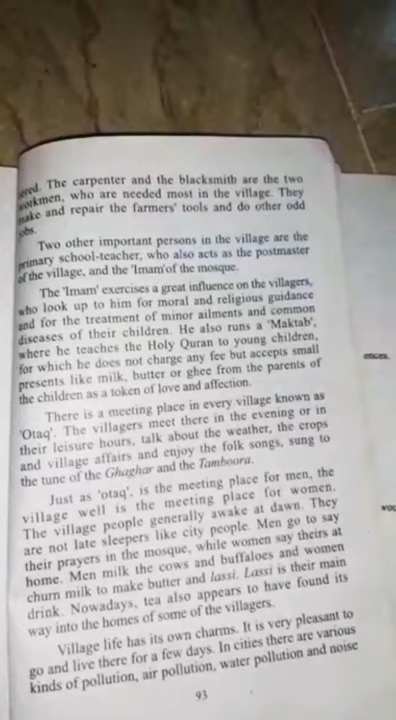 ered. The carpenter and the blacksmith are the two
workmen, who are needed most in the village. They
make and repair the farmers' tools and do other odd
jobs.
Two other important persons in the village are the
primary school-teacher, who also acts as the postmaster
of the village, and the 'Imam'of the mosque.
The 'Imam' exercises a great influence on the villagers,
who look up to him for moral and religious guidance
and for the treatment of minor ailments and common
diseases of their children. He also runs a 'Maktab',
where he teaches the Holy Quran to young children,
for which he does not charge any fee but accepts small
presents like milk, butter or ghee from the parents of
the children as a token of love and affection.
There is a meeting place in every village known as
'Otaq'. The villagers meet there in the evening or in
their leisure hours, talk about the weather, the crops
and village affairs and enjoy the folk songs, sung to
the tune of the Ghaghar and the Tamboora.
Just as 'otaq', is the meeting place for men, the
village well is the meeting place for women.
The village people generally awake at dawn. They
are not late sleepers like city people. Men go to say
their prayers in the mosque, while women say theirs at
home. Men milk the cows and buffaloes and women
churn milk to make butter and lassi. Lassi is their main
drink. Nowadays, tea also appears to have found its
way into the homes of some of the villagers.
Village life has its own charms. It is very pleasant to
go and live there for a few days. In cities there are various
kinds of pollution, air pollution, water pollution and noise
93
ences.